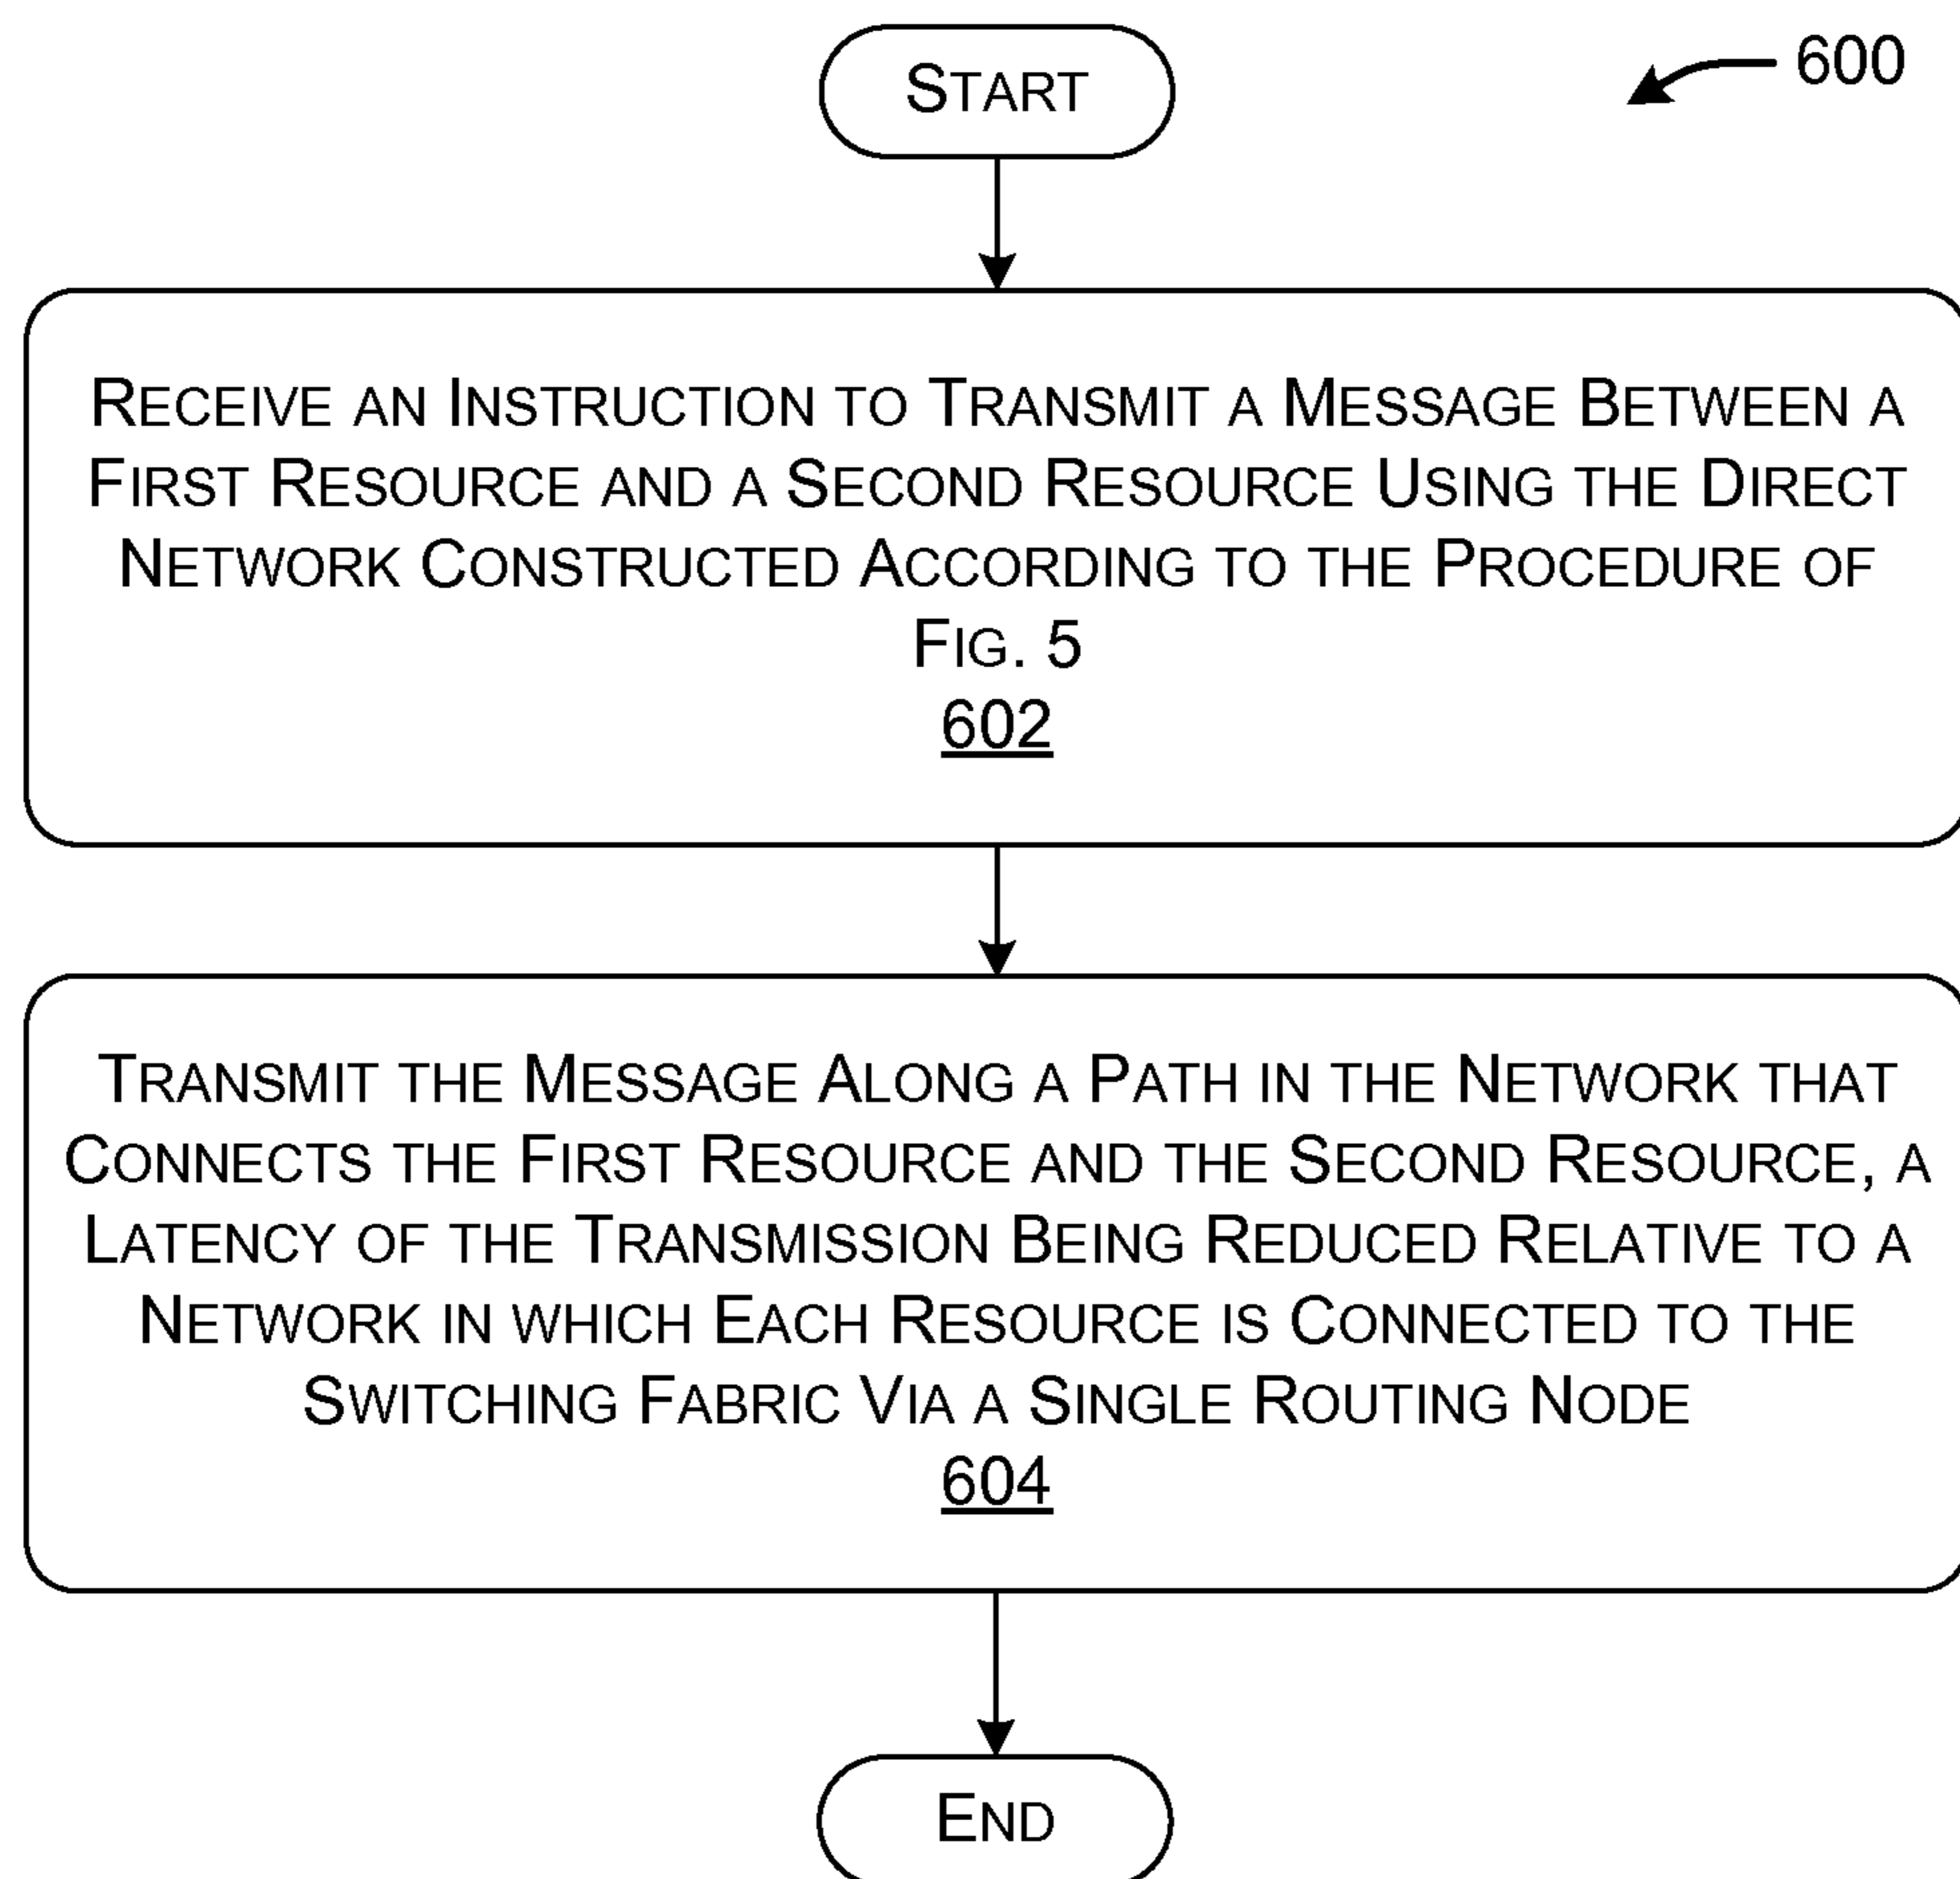 START
600
RECEIVE AN INSTRUCTION TO TRANSMIT A MESSAGE BETWEEN A
FIRST RESOURCE AND A SECOND RESOURCE USING THE DIRECT
NETWORK CONSTRUCTED ACCORDING TO THE PROCEDURE OF
FIG. 5
602
TRANSMIT THE MESSAGE ALONG A PATH IN THE NETWORK THAT
CONNECTS THE FIRST RESOURCE AND THE SECOND RESOURCE, A
LATENCY OF THE TRANSMISSION BEING REDUCED RELATIVE TO A
NETWORK IN WHICH EACH RESOURCE IS CONNECTED TO THE
SWITCHING FABRIC VIA A SINGLE ROUTING NODE
604
END